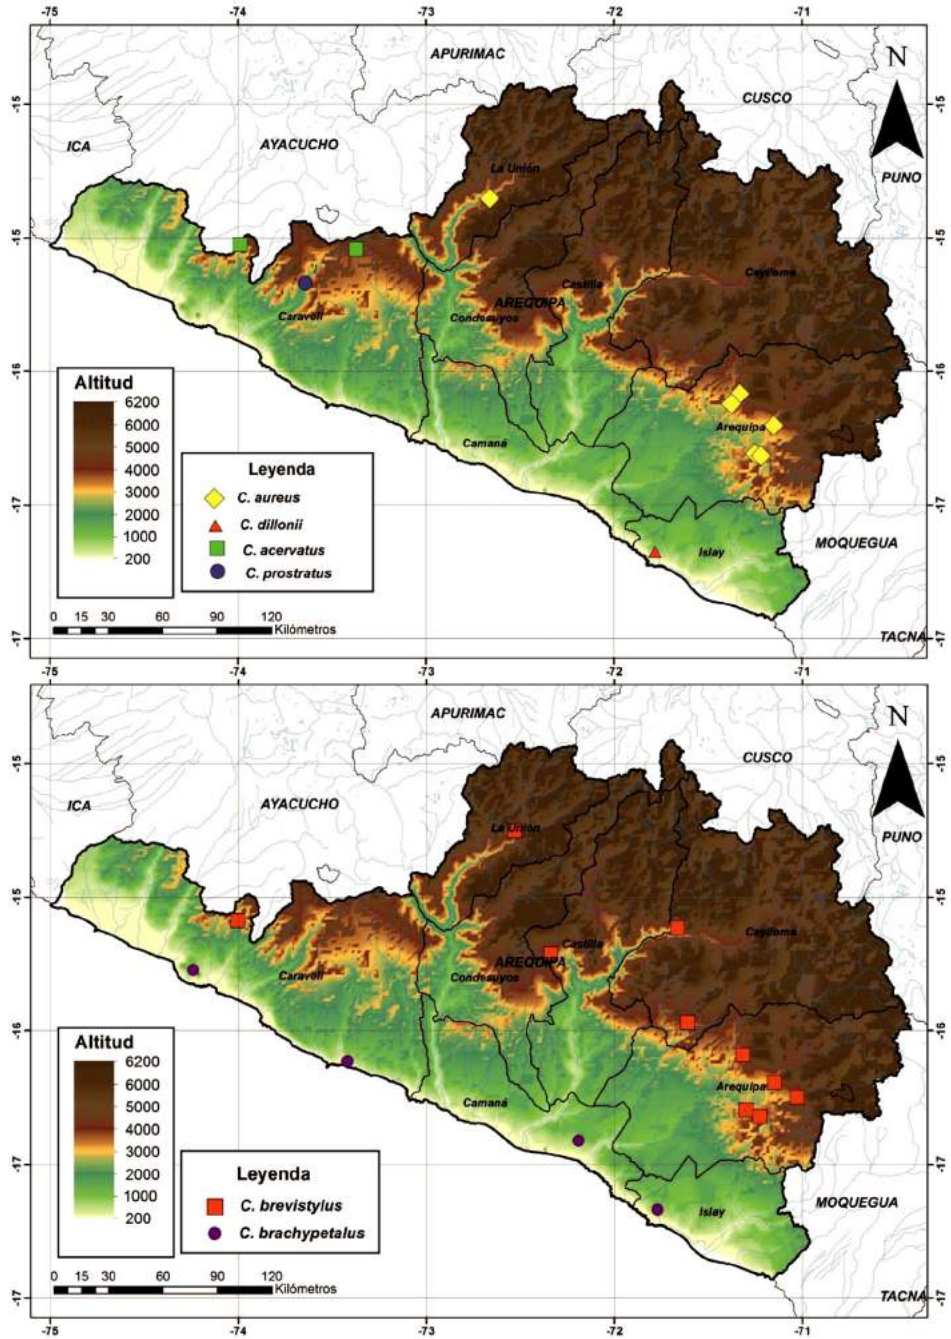 -75 -74 -73 -72 -71
N
APURIMAC
CUSCO
-15 -15
ICA
AYACUCHO
La Unión
PUNO
-15 -15
Caylloma
Castilla
AREQUIPA
Caravelí
Condesuyos
-16 -16
Altitud
6200
6000
5000
4000
3000
2000
1000
200
Arequipa
Camaná
Leyenda
C. aureus
C. dillonii
C. acervatus
C. prostratus
-17 -17
MOQUEGUA
Islay
0 15 30 60 90 120
Kilómetros
-17 -17
TACNA
-75 -74 -73 -72 -71
N
APURIMAC
CUSCO
-15 -15
ICA
AYACUCHO
La Unión
PUNO
-15 -15
Caylloma
Castilla
AREQUIPA
Caravelí
Condesuyos
-16 -16
Altitud
6200
6000
5000
4000
3000
2000
1000
200
Arequipa
Camaná
-17 -17
Leyenda
C. brevistylus
C. brachypetalus
MOQUEGUA
Islay
0 15 30 60 90 120
Kilómetros
-17 -17
TACNA
-75 -74 -73 -72 -71